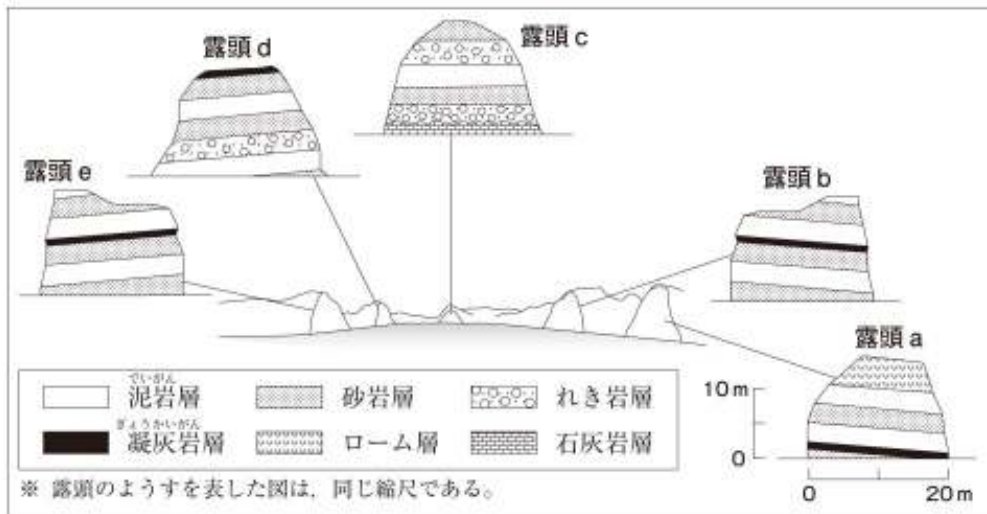 露頭 c
露頭 d
露頭 e
露頭 b
露頭 a
10 m
0
0
20 m
でいがん
泥岩層
砂岩層
れき岩層
ぎょうかいがん
凝灰岩層
ローム層
石灰岩層
※ 露頭のようすを表した図は，同じ縮尺である。